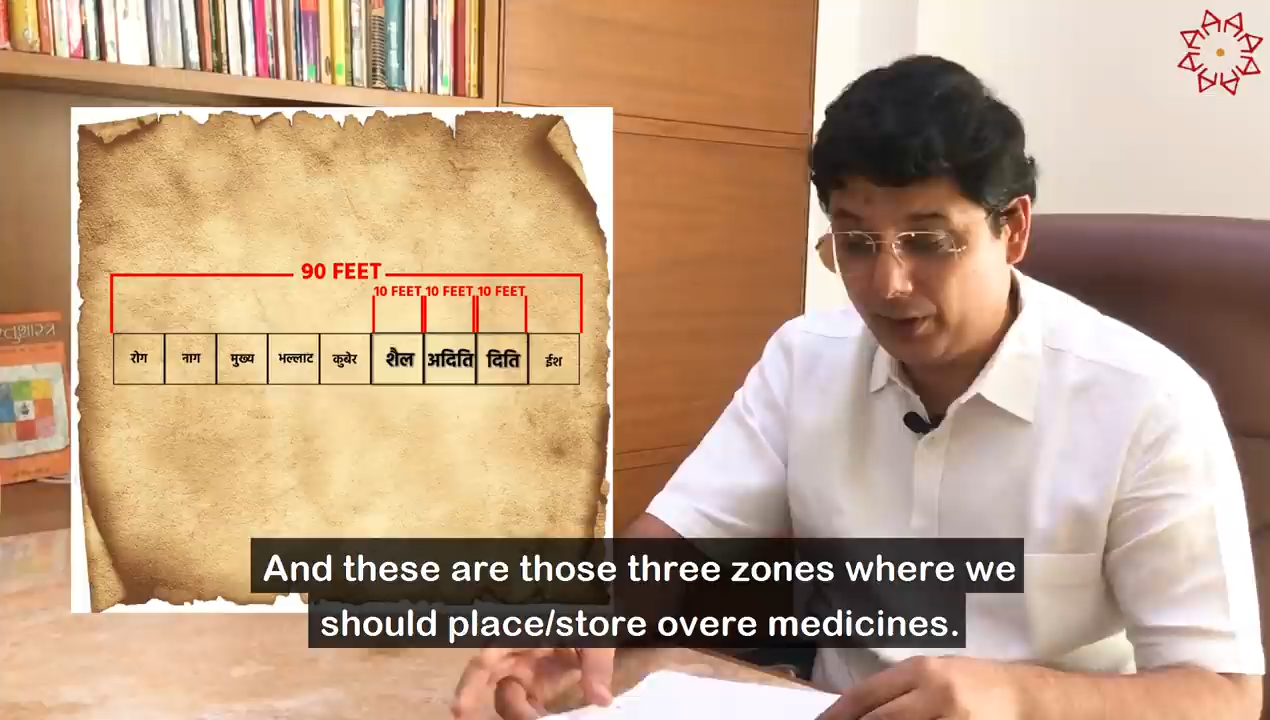 90 FEET
10 FEET 10 FEET 10 FEET
रोग नाग मुख्य भल्लाट कुबेर शैल अदिति दिति ईश
And these are those three zones where we
should place/store overe medicines.